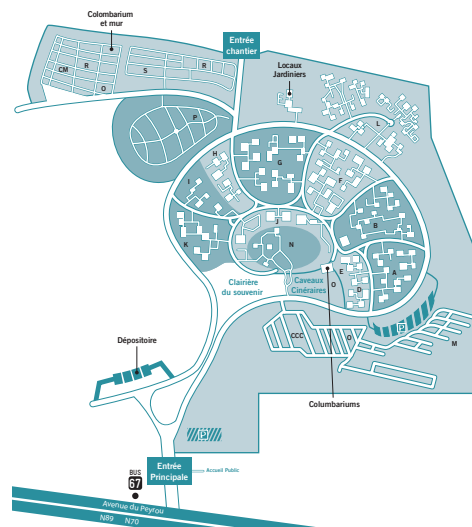 Colombarium
et mur
Entrée
chantier
Locaux
Jardiniers
CM
R
S
R
O
P
L
H
G
F
I
B
J
K
N
E
A
O
D
Clairière
du souvenir
Caveaux
Cinéraires
P
CCC
O
M
Dépositoire
Columbariums
P
Entrée
Principale
Accueil Public
BUS
67
Avenue du Peyrou
N89 N70